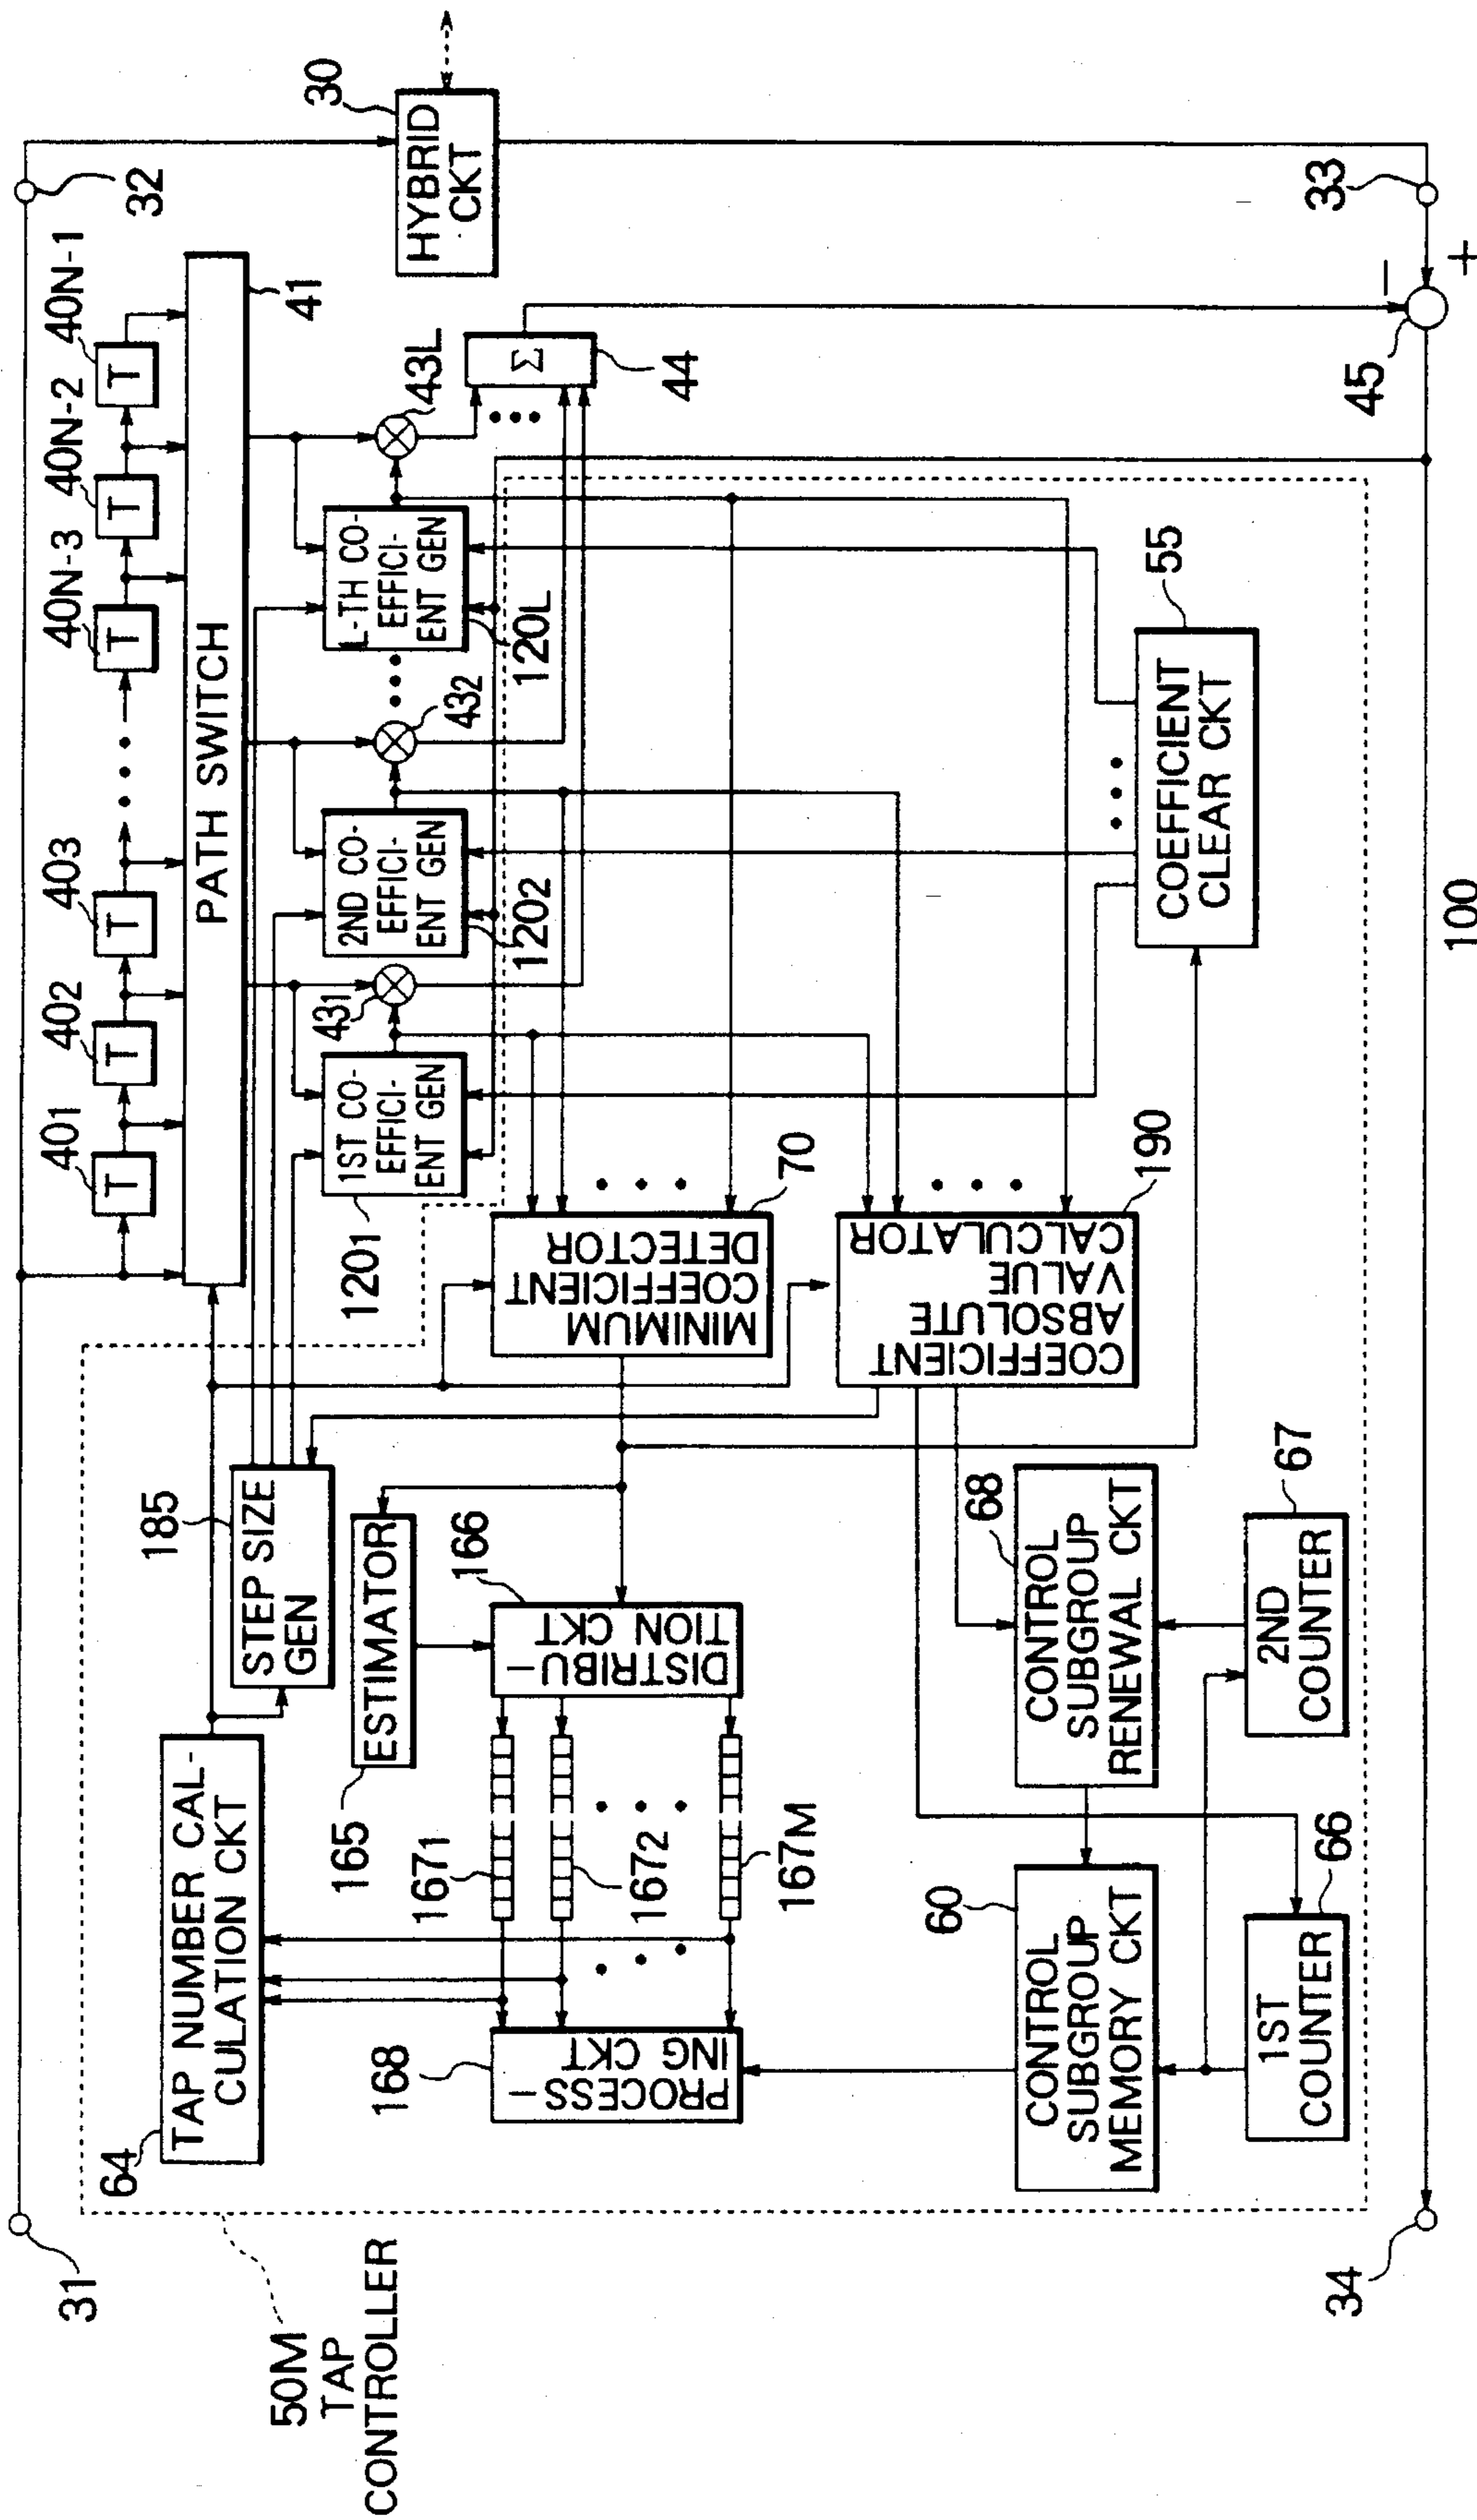 31
32
401
402
403
40N-3
40N-2
40N-1
T
T
T
T
T
T
PATH SWITCH
41
30
HYBRID
CKT
64
TAP NUMBER CAL-
CULATION CKT
185
STEP SIZE
GEN
1201
1ST CO-
EFFICI-
ENT GEN
431
1202
2ND CO-
EFFICI-
ENT GEN
432
120L
L-TH CO-
EFFICI-
ENT GEN
43L
Σ
44
165
ESTIMATOR
168
PROCESS-
ING CKT
1671
1672
167M
166
DISTRIBU-
TION CKT
MINIMUM
COEFFICIENT
DETECTOR
70
COEFFICIENT
ABSOLUTE
VALUE
CALCULATOR
190
60
CONTROL
SUBGROUP
MEMORY CKT
68
CONTROL
SUBGROUP
RENEWAL CKT
1ST
COUNTER
66
2ND
COUNTER
67
COEFFICIENT
CLEAR CKT
55
50M
TAP
CONTROLLER
34
100
45
−
+
33